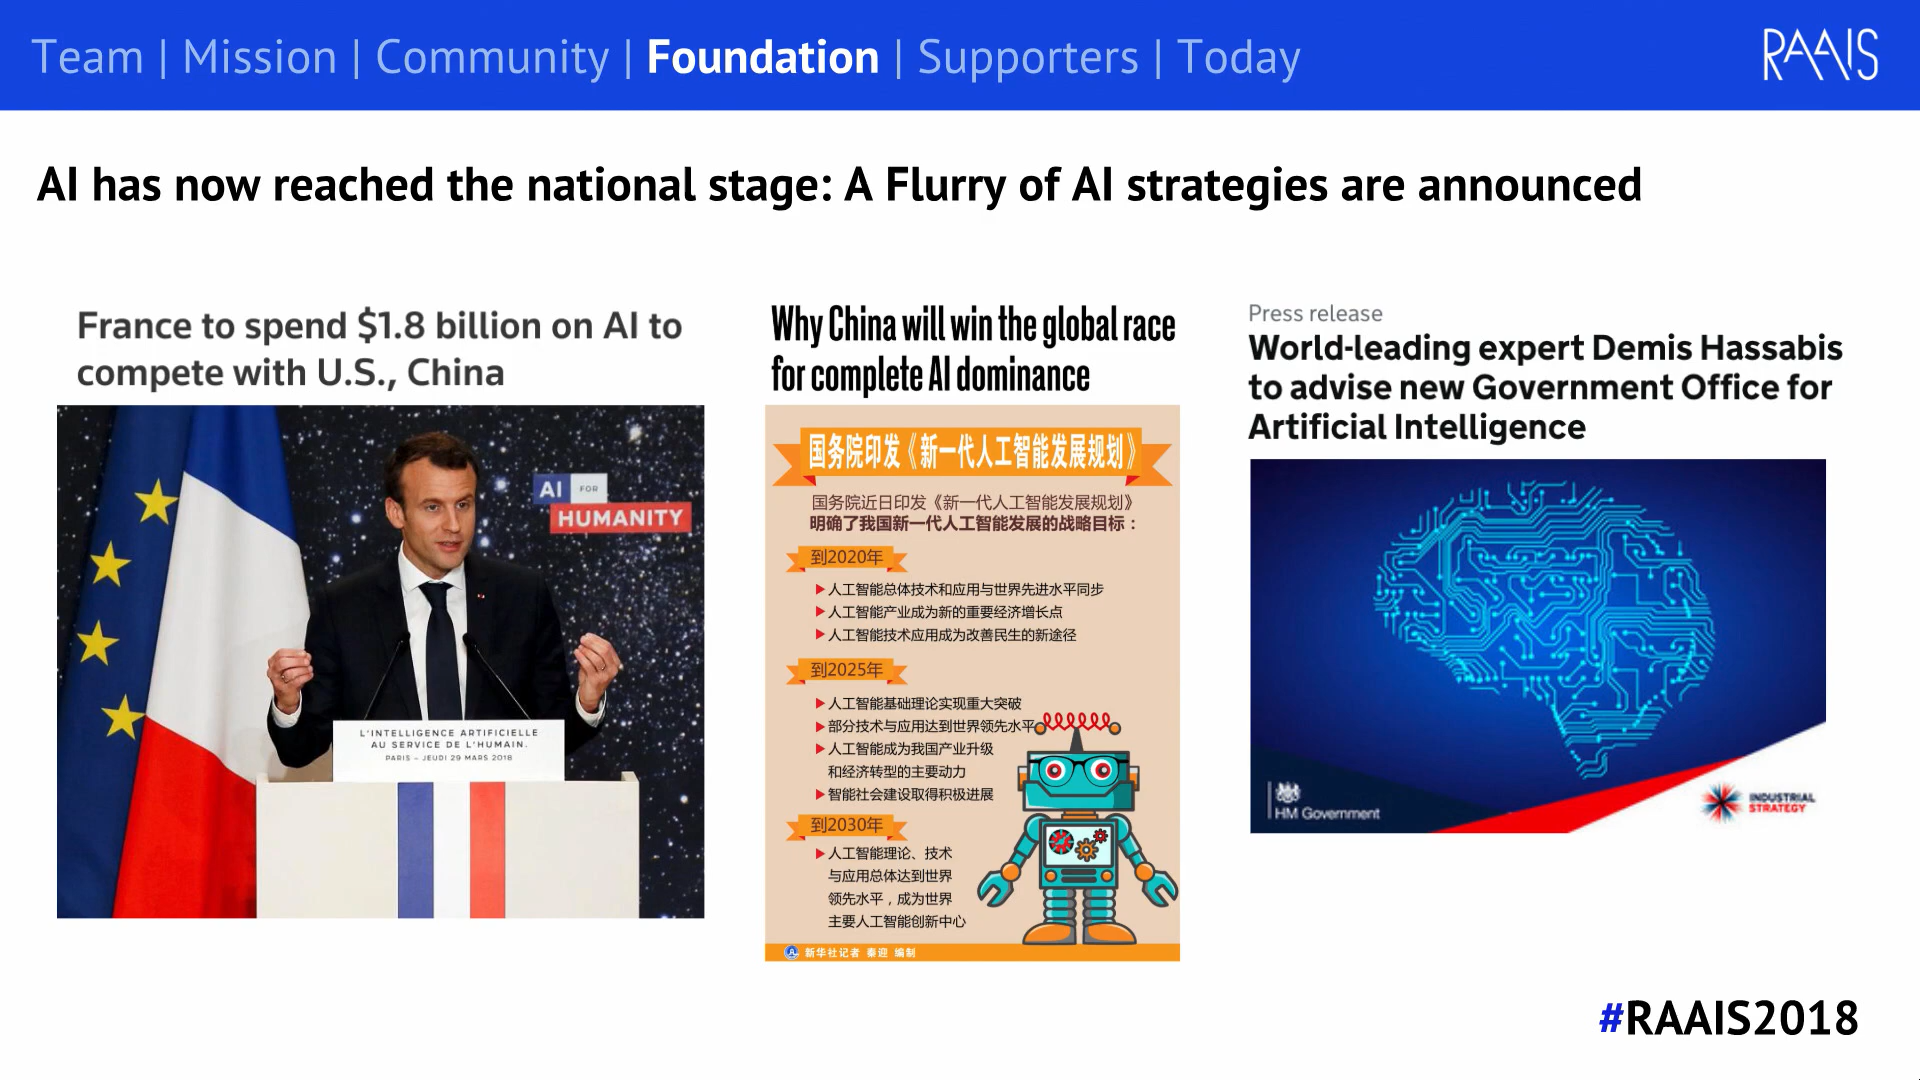 Team | Mission | Community | Foundation | Supporters | Today
RAAIS
AI has now reached the national stage: A Flurry of AI strategies are announced
France to spend $1.8 billion on AI to
compete with U.S., China
AI FOR
HUMANITY
L'INTELLIGENCE ARTIFICIELLE
AU SERVICE DE L'HUMAIN.
PARIS – JEUDI 29 MARS 2018
Why China will win the global race
for complete AI dominance
国务院印发《新一代人工智能发展规划》
国务院近日印发《新一代人工智能发展规划》
明确了我国新一代人工智能发展的战略目标：
到2020年
▶人工智能总体技术和应用与世界先进水平同步
▶人工智能产业成为新的重要经济增长点
▶人工智能技术应用成为改善民生的新途径
到2025年
▶人工智能基础理论实现重大突破
▶部分技术与应用达到世界领先水平
▶人工智能成为我国产业升级
和经济转型的主要动力
▶智能社会建设取得积极进展
到2030年
▶人工智能理论、技术
与应用总体达到世界
领先水平，成为世界
主要人工智能创新中心
新华社记者 秦迎 编制
Press release
World-leading expert Demis Hassabis
to advise new Government Office for
Artificial Intelligence
HM Government
INDUSTRIAL
STRATEGY
#RAAIS2018